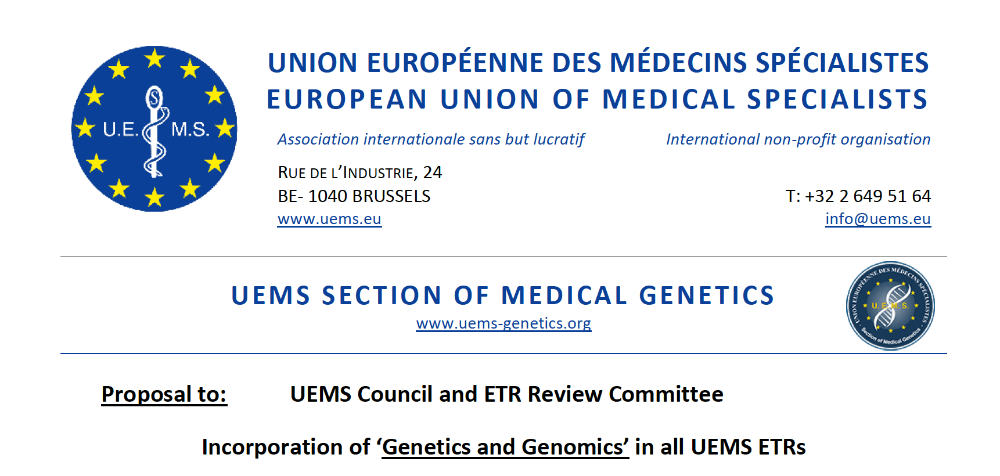 U.E. S M.S.
UNION EUROPÉENNE DES MÉDECINS SPÉCIALISTES
EUROPEAN UNION OF MEDICAL SPECIALISTS
Association internationale sans but lucratif International non-profit organisation
RUE DE L’INDUSTRIE, 24
BE- 1040 BRUSSELS T: +32 2 649 51 64
www.uems.eu info@uems.eu
UEMS SECTION OF MEDICAL GENETICS
www.uems-genetics.org
UNION EUROPÉENNE DES MÉDECINS SPÉCIALISTES
U. E. M. S.
Section of Medical Genetics
Proposal to: UEMS Council and ETR Review Committee
Incorporation of ‘Genetics and Genomics’ in all UEMS ETRs